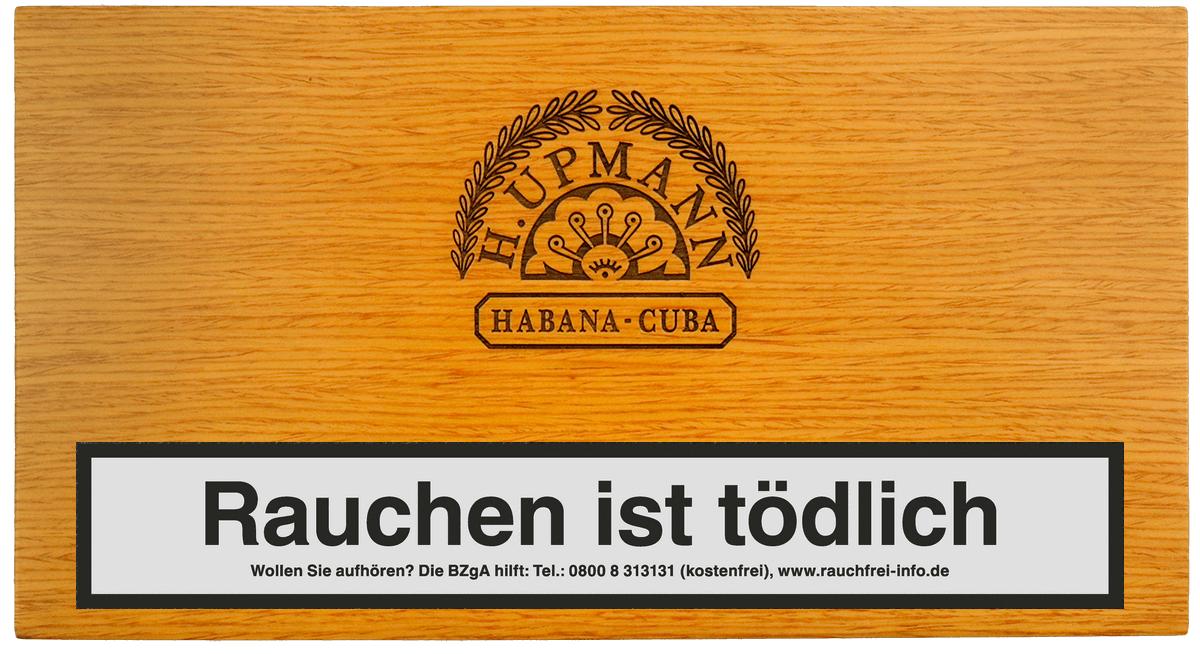 H. UPMANN
HABANA-CUBA
Rauchen ist tödlich
Wollen Sie aufhören? Die BZgA hilft: Tel.: 0800 8 313131 (kostenfrei), www.rauchfrei-info.de